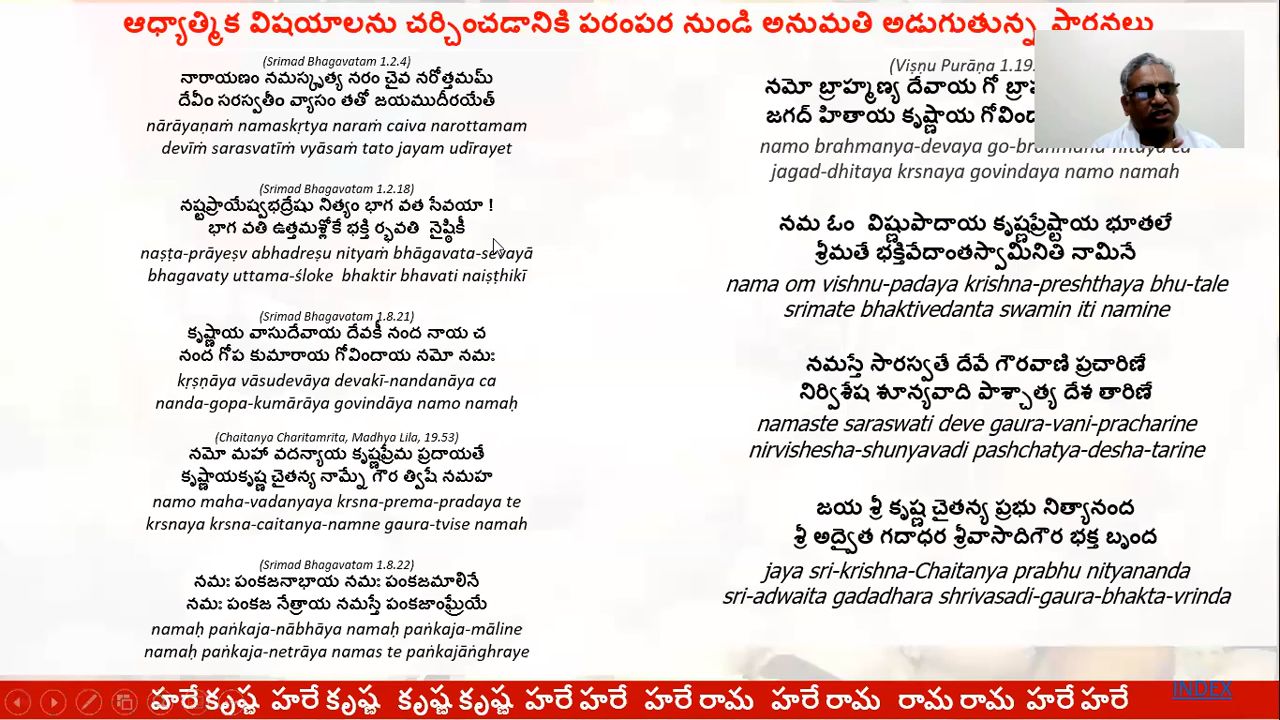 ఆధ్యాత్మిక విషయాలను చర్చించడానికి పరంపర నుండి అనుమతి అడుగుతున్న
(Srimad Bhagavatam 1.2.4)
నారాయణం నమస్కృత్య నరం చైవ నరోత్తమమ్
దేవీం సరస్వతీం వ్యాసం తతో జయముదీరయేత్
nārāyaṇaṁ namaskṛtya naraṁ caiva narottamam
devīṁ sarasvatīṁ vyāsaṁ tato jayam udīrayet
(Srimad Bhagavatam 1.2.18)
నష్టప్రాయేష్వభద్రేషు నిత్యం భాగ వత సేవయా !
భాగ వతి ఉత్తమశ్లోకే భక్తి ర్భవతి నైష్ఠికీ
naṣṭa-prāyeṣv abhadreṣu nityaṁ bhāgavata-sevayā
bhagavaty uttama-śloke bhaktir bhavati naiṣṭhikī
(Srimad Bhagavatam 1.8.21)
కృష్ణాయ వాసుదేవాయ దేవకీ నంద నాయ చ
నంద గోప కుమారాయ గోవిందాయ నమో నమః
kṛṣṇāya vāsudevāya devakī-nandanāya ca
nanda-gopa-kumārāya govindāya namo namaḥ
(Chaitanya Charitamrita, Madhya Lila, 19.53)
నమో మహా వదన్యాయ కృష్ణప్రేమ ప్రదాయతే
కృష్ణాయకృష్ణ చైతన్య నామ్నే గౌర త్విషే నమహ
namo maha-vadanyaya krsna-prema-pradaya te
krsnaya krsna-caitanya-namne gaura-tvise namah
(Srimad Bhagavatam 1.8.22)
నమః పంకజనాభాయ నమః పంకజమాలినే
నమః పంకజ నేత్రాయ నమస్తే పంకజాంఘ్రేయే
namaḥ paṅkaja-nābhāya namaḥ paṅkaja-māline
namaḥ paṅkaja-netrāya namas te paṅkajāṅghraye
(Viṣṇu Purāṇa 1.19.
నమో బ్రాహ్మణ్య దేవాయ గో
జగద్ హితాయ కృష్ణాయ
namo brahmanya-devaya go-brahmana-hitaya ca
jagad-dhitaya krsnaya govindaya namo namah
నమ ఓం విష్ణుపాదాయ కృష్ణప్రేష్టాయ భూతలే
శ్రీమతే భక్తివేదాంతస్వామినితి నామినే
nama om vishnu-padaya krishna-preshthaya bhu-tale
srimate bhaktivedanta swamin iti namine
నమస్తే సారస్వతే దేవే గౌరవాణి ప్రచారిణే
నిర్విశేష శూన్యవాది పాశ్చాత్య దేశ తారిణే
namaste saraswati deve gaura-vani-pracharine
nirvishesha-shunyavadi pashchatya-desha-tarine
జయ శ్రీ కృష్ణ చైతన్య ప్రభు నిత్యానంద
శ్రీ అద్వైత గదాధర శ్రీవాసాదిగౌర భక్త బృంద
jaya sri-krishna-Chaitanya prabhu nityananda
sri-adwaita gadadhara shrivasadi-gaura-bhakta-vrinda
హరే కృష్ణ హరే కృష్ణ కృష్ణ కృష్ణ హరే హరే హరే రామ హరే రామ రామ రామ హరే హరే
INDEX